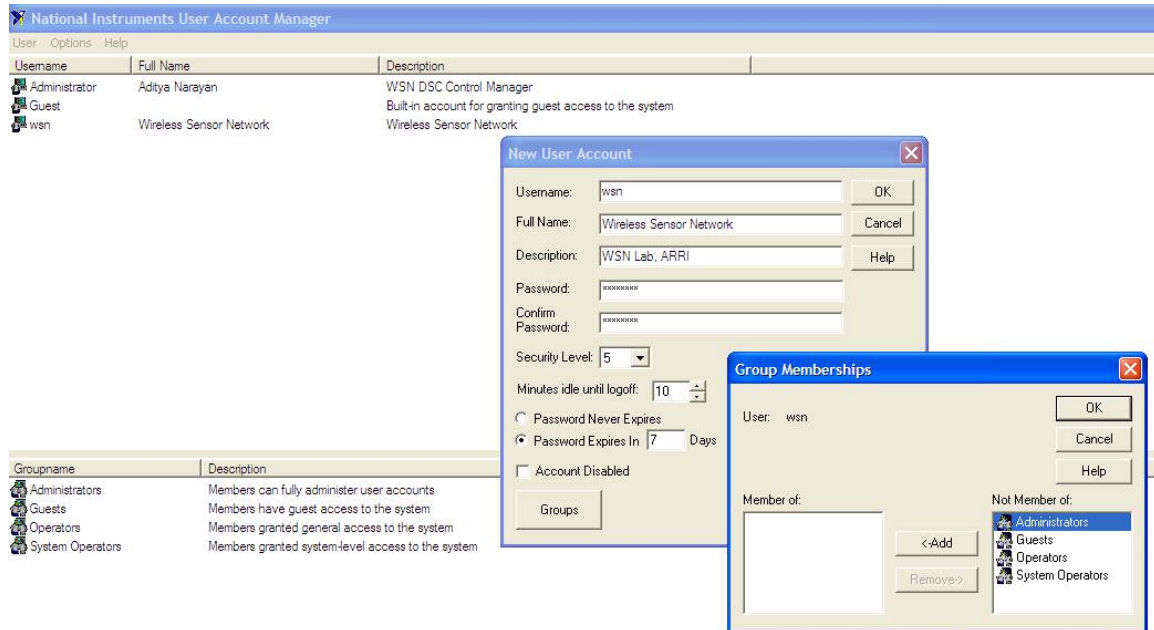 National Instruments User Account Manager
User Options Help
Username Full Name Description
Administrator Aditya Narayan WSN DSC Control Manager
Guest Built-in account for granting guest access to the system
wsn Wireless Sensor Network Wireless Sensor Network
New User Account
Username: wsn OK
Full Name: Wireless Sensor Network Cancel
Description: WSN Lab, ARRI Help
Password: ********
Confirm
Password: ********
Security Level: 5
Minutes idle until logoff: 10
Password Never Expires
Password Expires In 7 Days
Account Disabled
Groups
Group Memberships
User: wsn OK
Cancel
Help
Member of: Not Member of:
Administrators
<-Add Guests
Operators
Remove-> System Operators
Groupname Description
Administrators Members can fully administer user accounts
Guests Members have guest access to the system
Operators Members granted general access to the system
System Operators Members granted system-level access to the system